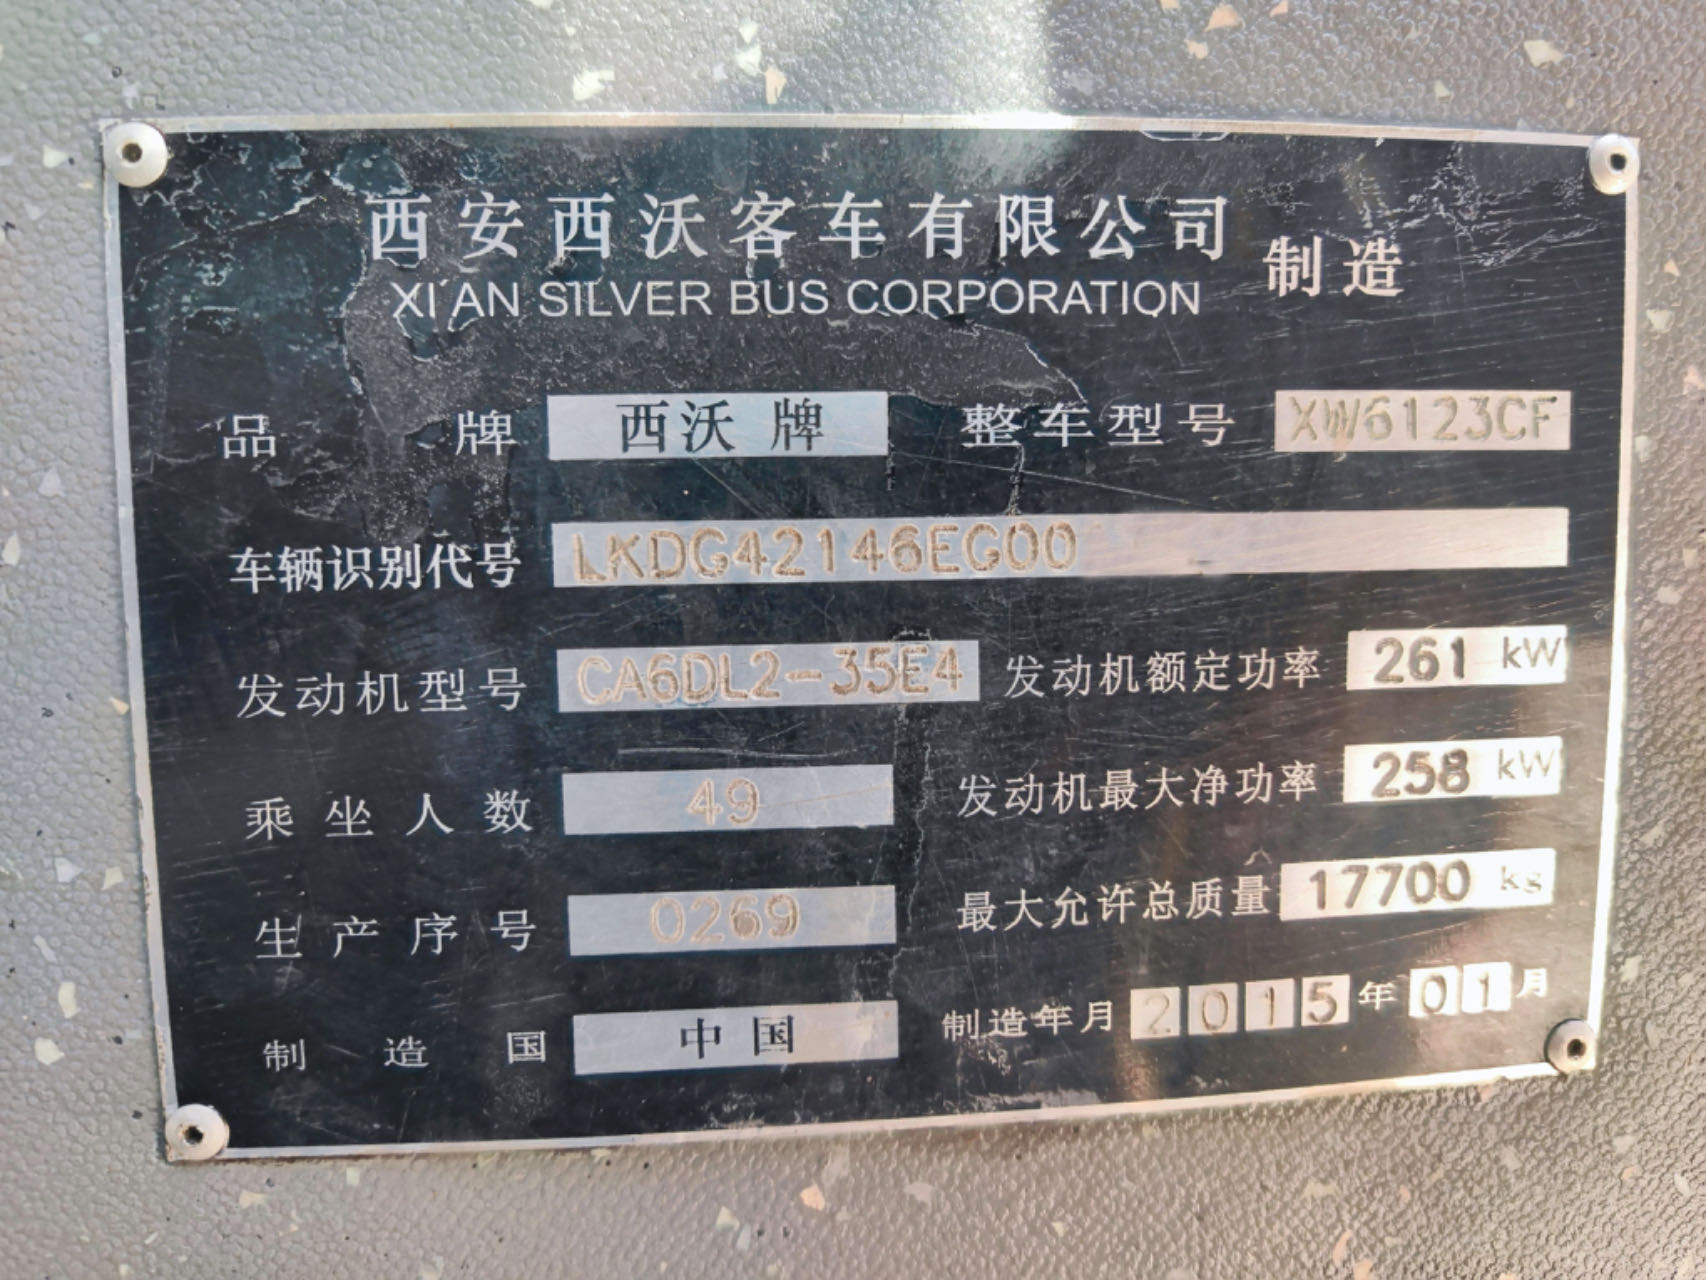 西安西沃客车有限公司 制造
XI'AN SILVER BUS CORPORATION
品牌 西沃牌 整车型号 XW6123CF
车辆识别代号 LKDG42146EG00
发动机型号 CA6DL2-35E4 发动机额定功率 261 kW
乘坐人数 49 发动机最大净功率 258 kW
生产序号 0269 最大允许总质量 17700 kg
制造国 中国 制造年月 2015年01月